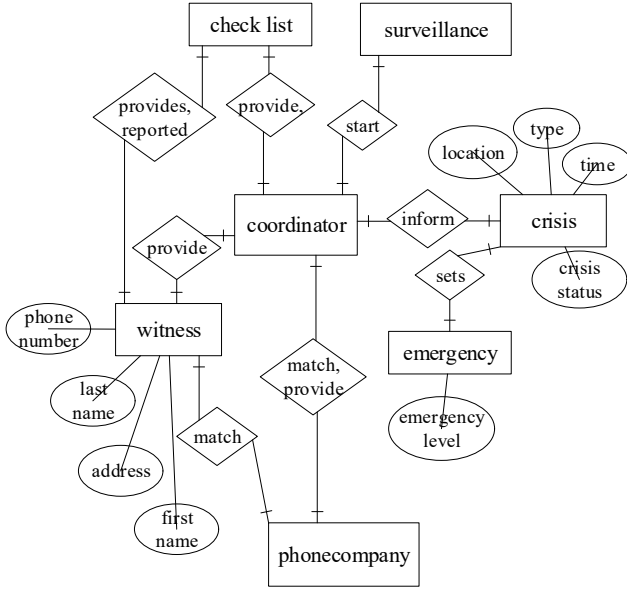 check list
surveillance
provides,
reported
provide,
start
type
location
time
coordinator
inform
crisis
provide
sets
crisis
status
phone
number
witness
emergency
match,
provide
last
name
emergency
level
match
address
first
name
phonecompany